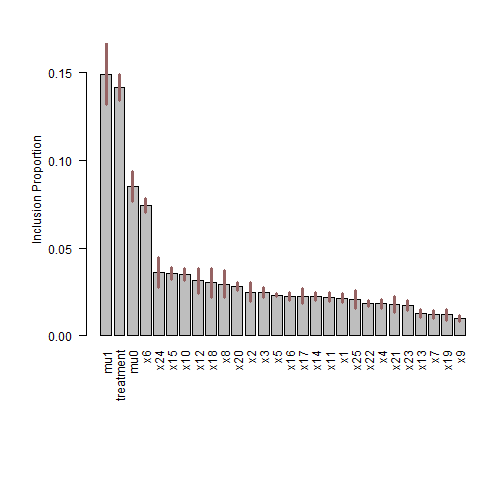 Inclusion Proportion
0.15
0.10
0.05
0.00
mu1
treatment
mu0
x6
x24
x15
x10
x12
x18
x8
x20
x2
x3
x5
x16
x17
x14
x11
x1
x25
x22
x4
x21
x23
x13
x7
x19
x9